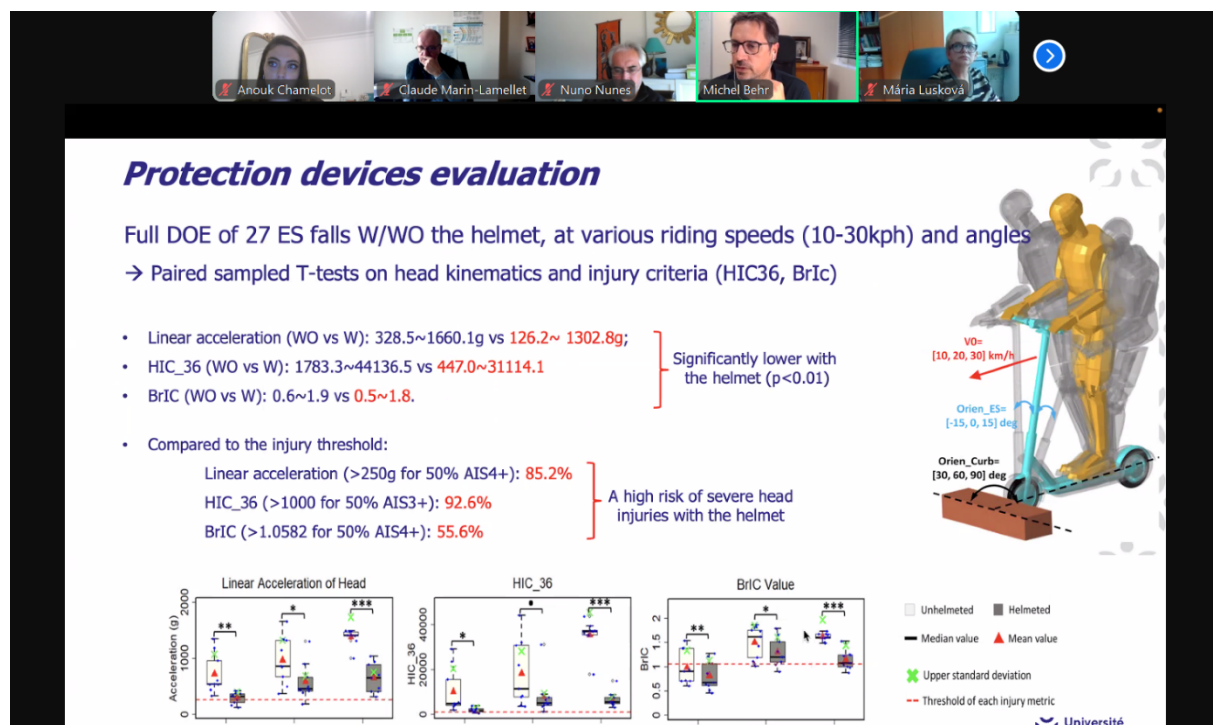 Anouk Chamelot
Claude Marin-Lamellet
Nuno Nunes
Michel Behr
Mária Lusková
Protection devices evaluation
Full DOE of 27 ES falls W/WO the helmet, at various riding speeds (10-30kph) and angles
→ Paired sampled T-tests on head kinematics and injury criteria (HIC36, BrIc)
• Linear acceleration (WO vs W): 328.5~1660.1g vs 126.2~ 1302.8g;
• HIC_36 (WO vs W): 1783.3~44136.5 vs 447.0~31114.1
• BrIC (WO vs W): 0.6~1.9 vs 0.5~1.8.
Significantly lower with
the helmet (p<0.01)
• Compared to the injury threshold:
Linear acceleration (>250g for 50% AIS4+): 85.2%
HIC_36 (>1000 for 50% AIS3+): 92.6%
BrIC (>1.0582 for 50% AIS4+): 55.6%
A high risk of severe head
injuries with the helmet
V0=
[10, 20, 30] km/h
Orien_ES=
[-15, 0, 15] deg
Orien_Curb=
[30, 60, 90] deg
Linear Acceleration of Head
Acceleration (g)
2000
1000
0
** * ***
HIC_36
HIC_36
40000
20000
0
* * ***
BrIC Value
BrIC
2
1.5
1
0.5
0
** * ***
Unhelmeted
Helmeted
Median value
Mean value
Upper standard deviation
Threshold of each injury metric
Université